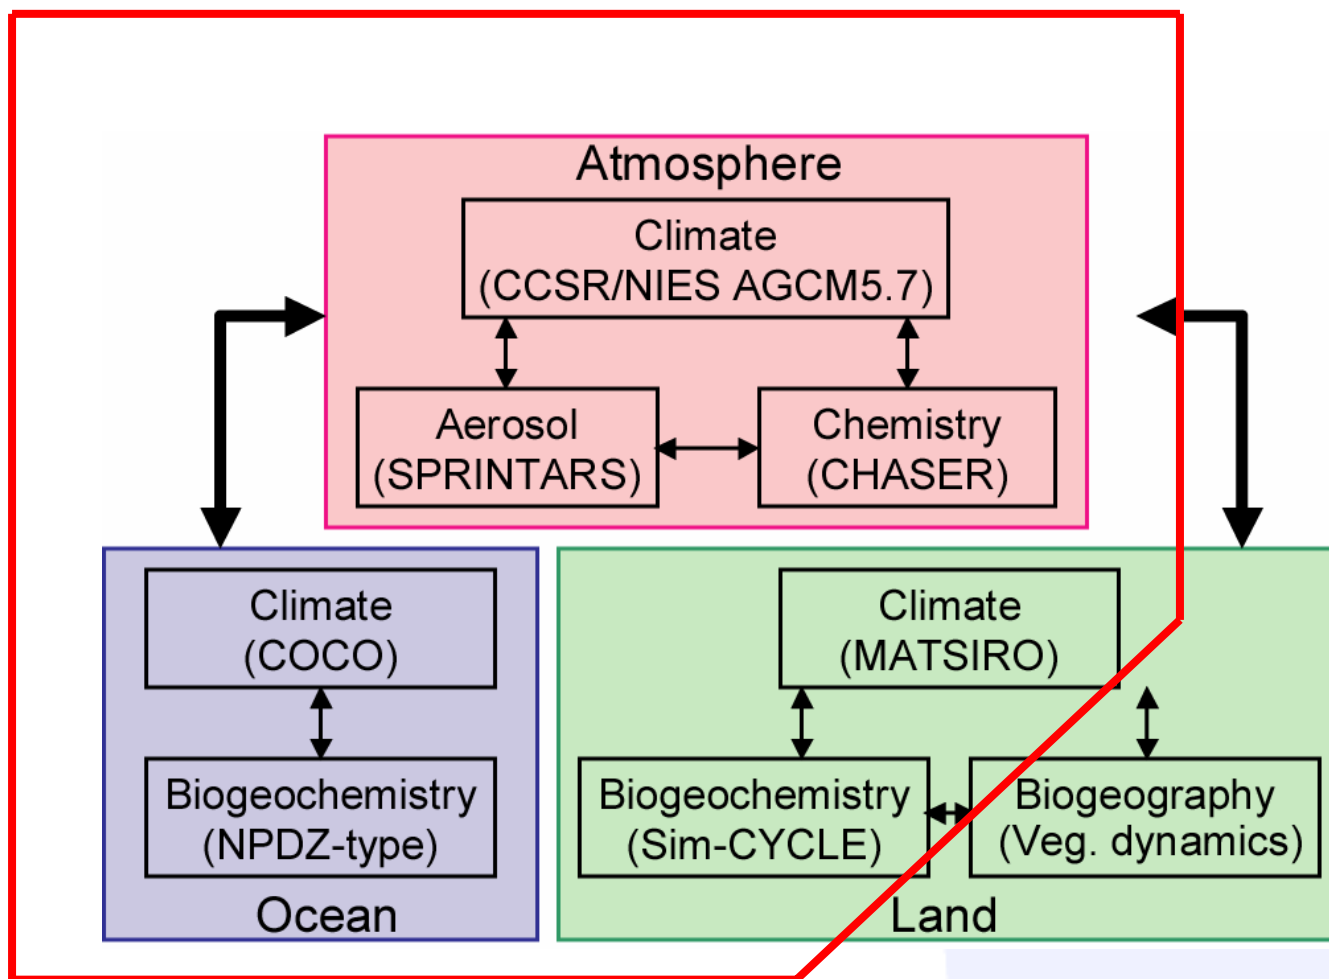 Atmosphere
Climate
(CCSR/NIES AGCM5.7)
Aerosol
(SPRINTARS)
Chemistry
(CHASER)
Climate
(COCO)
Biogeochemistry
(NPDZ-type)
Ocean
Climate
(MATSIRO)
Biogeochemistry
(Sim-CYCLE)
Biogeography
(Veg. dynamics)
Land